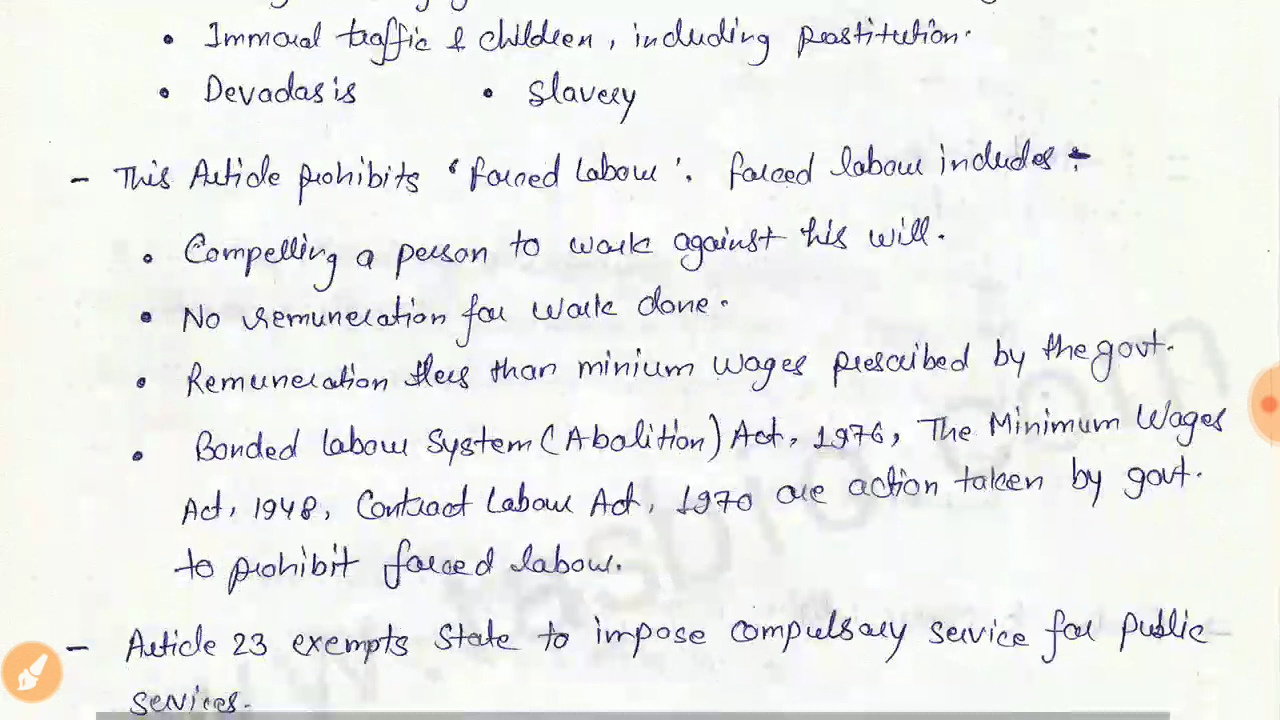 • Immoral traffic & children, including prostitution.
• Devadasis • Slavery
- This Article prohibits 'forced Labour'. forced labour includes :-
• Compelling a person to work against his will.
• No remuneration for work done.
• Remuneration less than minium wages prescribed by the govt.
• Bonded Labour System (Abolition) Act, 1976, The Minimum Wages
Act, 1948, Contract Labour Act, 1970 are action taken by govt.
to prohibit forced labour.
- Article 23 exempts State to impose compulsory service for public
services.